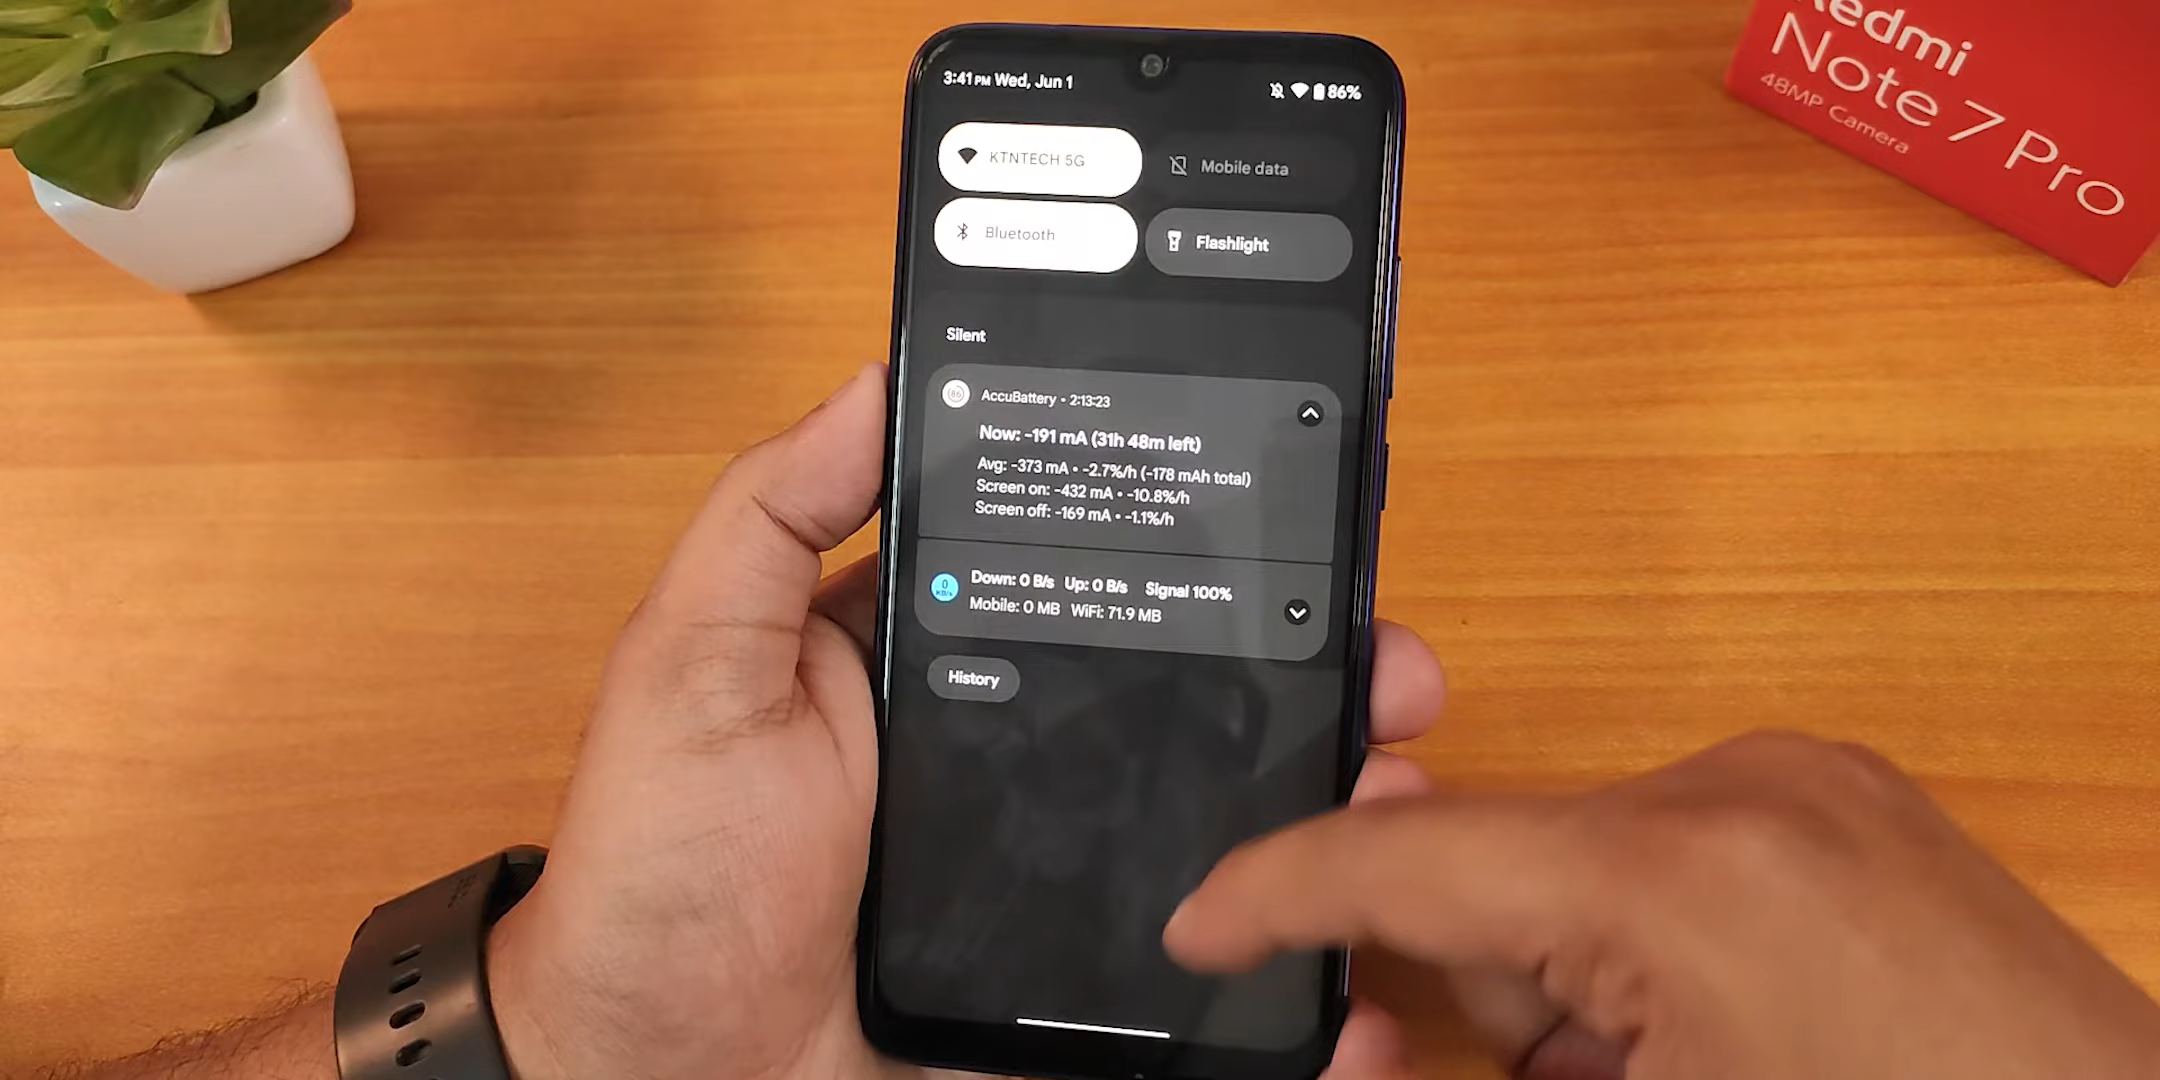 3:41 PM Wed, Jun 1
86%
KTNTECH 5G
Mobile data
Bluetooth
Flashlight
Silent
86
AccuBattery • 2:13:23
Now: -191 mA (31h 48m left)
Avg: -373 mA • -2.7%/h (-178 mAh total)
Screen on: -432 mA • -10.8%/h
Screen off: -169 mA • -1.1%/h
0
KB/s
Down: 0 B/s Up: 0 B/s Signal 100%
Mobile: 0 MB WiFi: 71.9 MB
History
Redmi
Note 7 Pro
48MP Camera